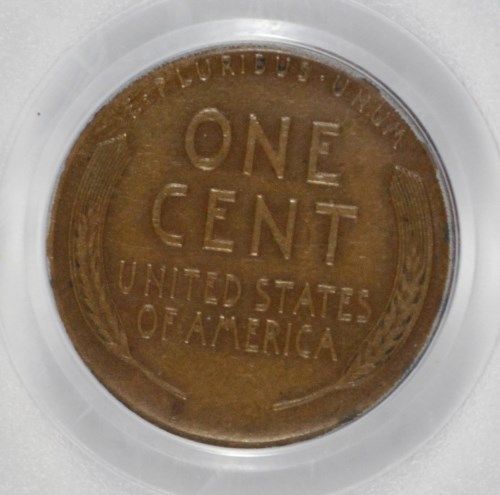 E·PLURIBUS·UNUM
ONE
CENT
UNITED STATES
OF·AMERICA